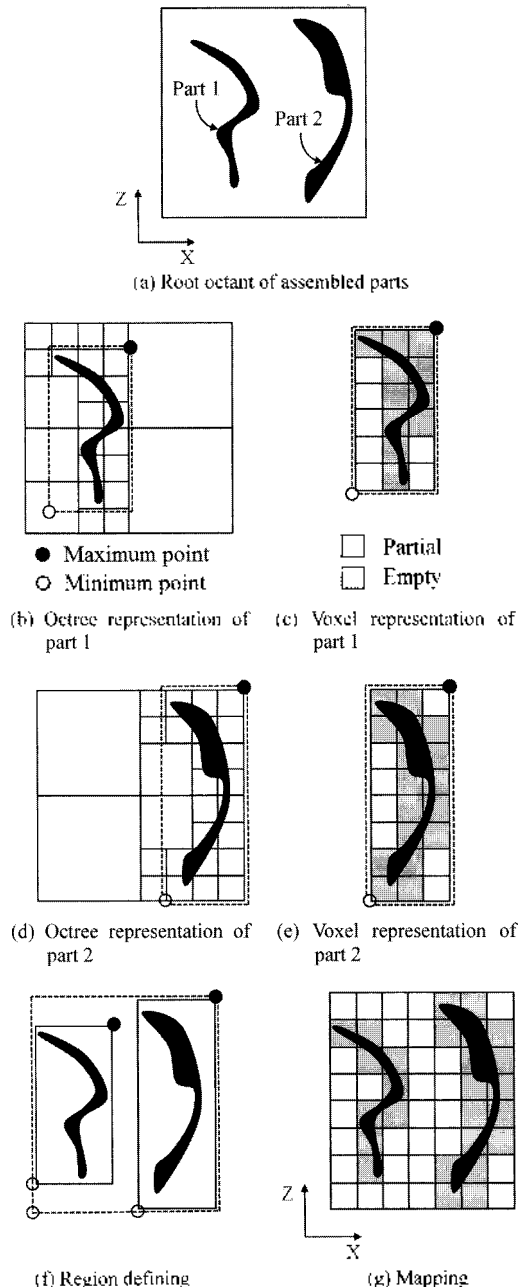 Part 1
Part 2
Z
X
(a) Root octant of assembled parts
Maximum point
Minimum point
Partial
Empty
(b) Octree representation of part 1
(c) Voxel representation of part 1
(d) Octree representation of part 2
(e) Voxel representation of part 2
Z
X
(f) Region defining
(g) Mapping